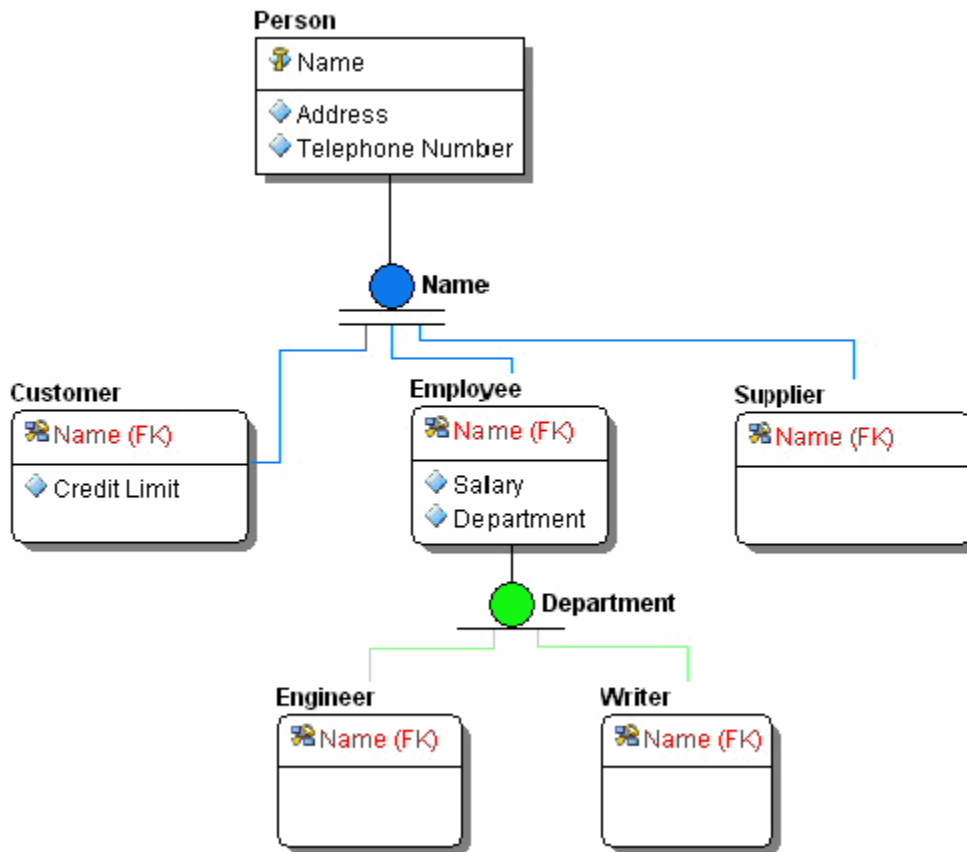 Person
Name
Address
Telephone Number
Name
Customer
Name (FK)
Credit Limit
Employee
Name (FK)
Salary
Department
Supplier
Name (FK)
Department
Engineer
Name (FK)
Writer
Name (FK)